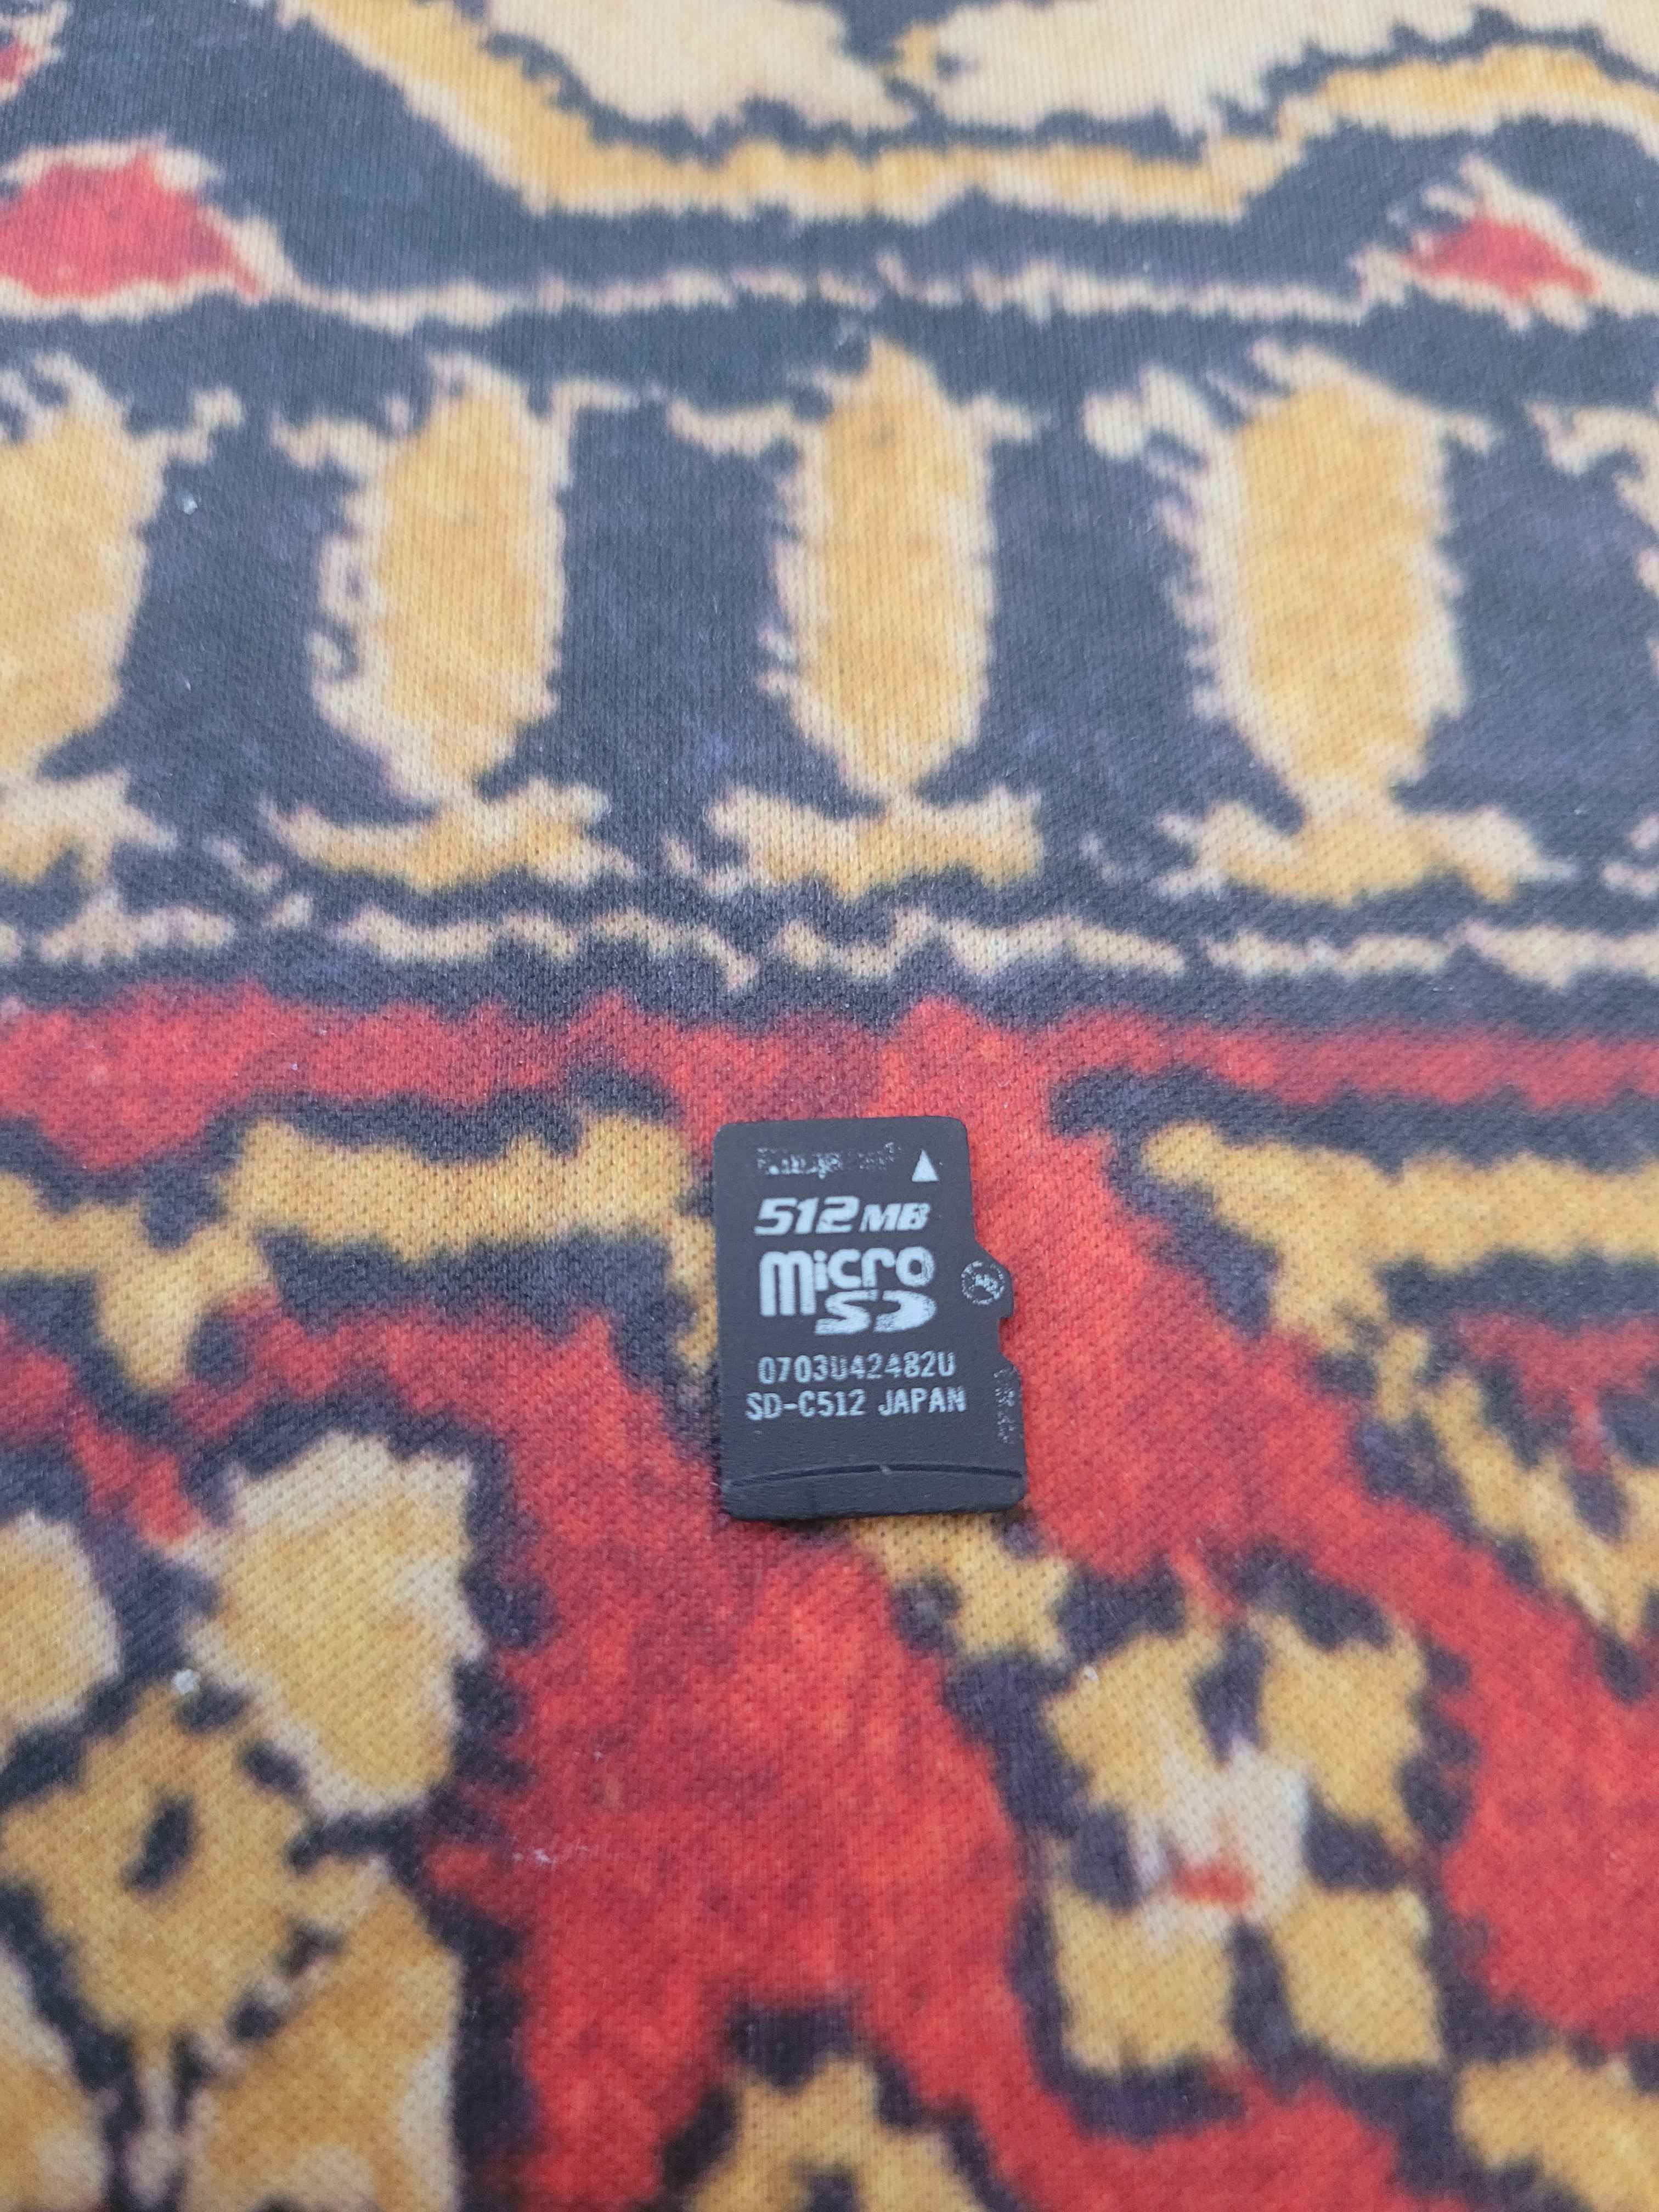 512MB
micro
SD
0703U42482U
SD-C512 JAPAN